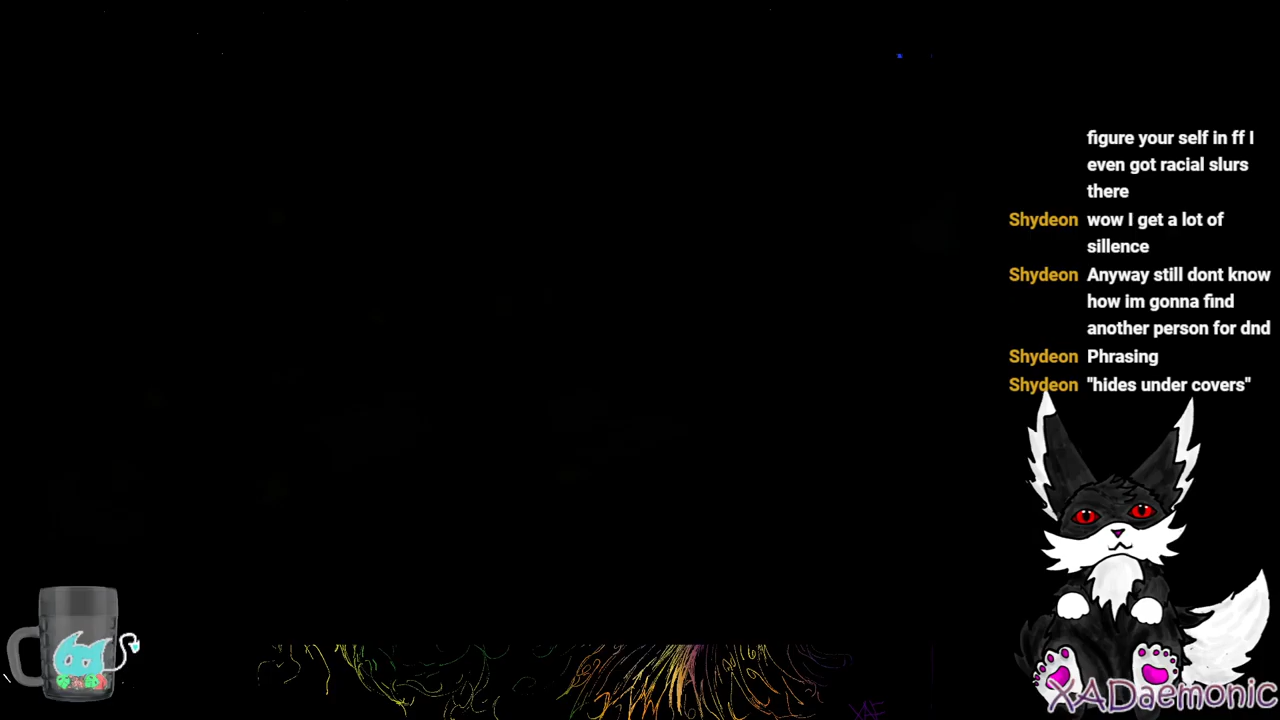 figure your self in ff I
even got racial slurs
there
Shydeon wow I get a lot of
sillence
Shydeon Anyway still dont know
how im gonna find
another person for dnd
Shydeon Phrasing
Shydeon "hides under covers"
XADaemonic